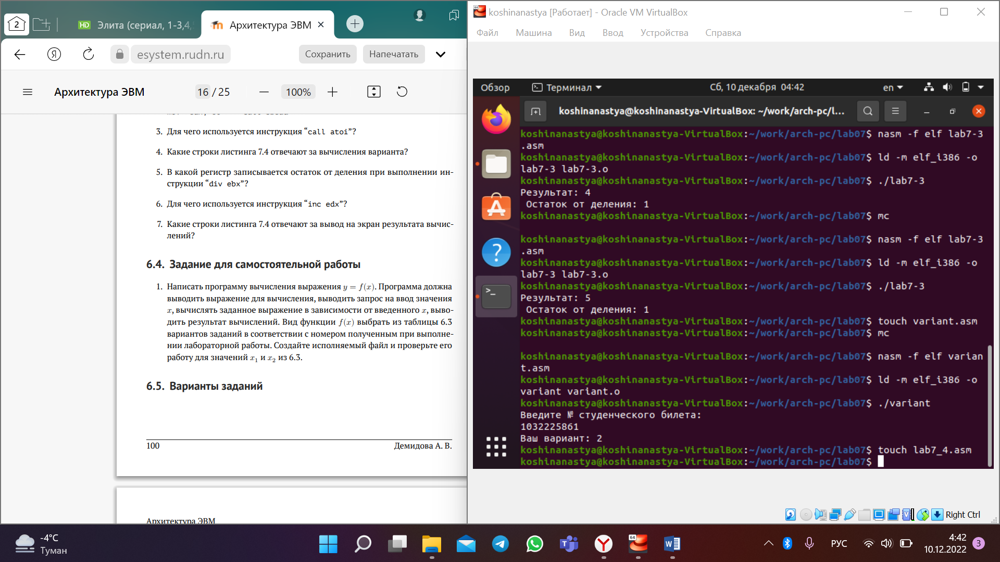 2
HD Элита (сериал, 1-3,4,
Архитектура ЭВМ
esystem.rudn.ru
Сохранить
Напечатать
Архитектура ЭВМ
16 / 25
100%
3. Для чего используется инструкция “call atoi”?
4. Какие строки листинга 7.4 отвечают за вычисления варианта?
5. В какой регистр записывается остаток от деления при выполнении ин-
струкции “div ebx”?
6. Для чего используется инструкция “inc edx”?
7. Какие строки листинга 7.4 отвечают за вывод на экран результата вычис-
лений?
6.4. Задание для самостоятельной работы
1. Написать программу вычисления выражения y = f(x). Программа должна
выводить выражение для вычисления, выводить запрос на ввод значения
x, вычислять заданное выражение в зависимости от введенного x, выво-
дить результат вычислений. Вид функции f(x) выбрать из таблицы 6.3
вариантов заданий в соответствии с номером полученным при выполне-
нии лабораторной работы. Создайте исполняемый файл и проверьте его
работу для значений x1 и x2 из 6.3.
6.5. Варианты заданий
100
Демидова А. В.
Архитектура ЭВМ
64
koshinanastya [Работает] - Oracle VM VirtualBox
Файл Машина Вид Ввод Устройства Справка
Обзор
Терминал
Сб, 10 декабря 04:42
en
koshinanastya@koshinanastya-VirtualBox: ~/work/arch-pc/l...
koshinanastya@koshinanastya-VirtualBox:~/work/arch-pc/lab07$ nasm -f elf lab7-3
.asm
koshinanastya@koshinanastya-VirtualBox:~/work/arch-pc/lab07$ ld -m elf_i386 -o
lab7-3 lab7-3.o
koshinanastya@koshinanastya-VirtualBox:~/work/arch-pc/lab07$ ./lab7-3
Результат: 4
Остаток от деления: 1
koshinanastya@koshinanastya-VirtualBox:~/work/arch-pc/lab07$ mc
koshinanastya@koshinanastya-VirtualBox:~/work/arch-pc/lab07$ nasm -f elf lab7-3
.asm
koshinanastya@koshinanastya-VirtualBox:~/work/arch-pc/lab07$ ld -m elf_i386 -o
lab7-3 lab7-3.o
koshinanastya@koshinanastya-VirtualBox:~/work/arch-pc/lab07$ ./lab7-3
Результат: 5
Остаток от деления: 1
koshinanastya@koshinanastya-VirtualBox:~/work/arch-pc/lab07$ touch variant.asm
koshinanastya@koshinanastya-VirtualBox:~/work/arch-pc/lab07$ mc
koshinanastya@koshinanastya-VirtualBox:~/work/arch-pc/lab07$ nasm -f elf varian
t.asm
koshinanastya@koshinanastya-VirtualBox:~/work/arch-pc/lab07$ ld -m elf_i386 -o
variant variant.o
koshinanastya@koshinanastya-VirtualBox:~/work/arch-pc/lab07$ ./variant
Введите № студенческого билета:
1032225861
Ваш вариант: 2
koshinanastya@koshinanastya-VirtualBox:~/work/arch-pc/lab07$ touch lab7_4.asm
koshinanastya@koshinanastya-VirtualBox:~/work/arch-pc/lab07$
Right Ctrl
-4°C
Туман
64
РУС
4:42
10.12.2022
3